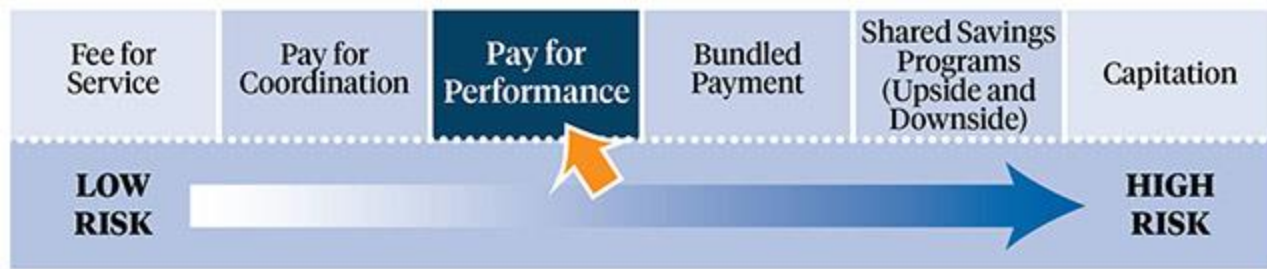 Fee for
Service
Pay for
Coordination
Pay for
Performance
Bundled
Payment
Shared Savings
Programs
(Upside and
Downside)
Capitation
LOW
RISK
HIGH
RISK